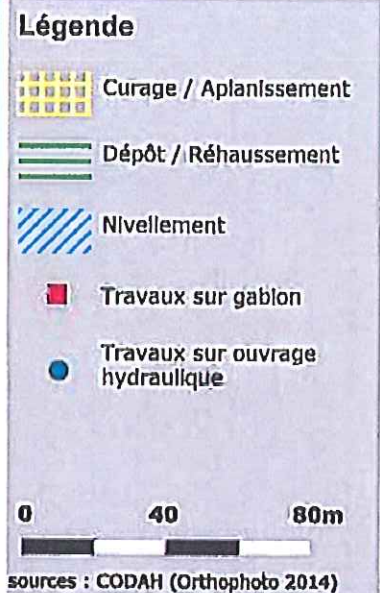 Légende
Curage / Aplanissement
Dépôt / Réhaussement
Nivellement
Travaux sur gabion
Travaux sur ouvrage
hydraulique
0 40 80m
sources : CODAH (Orthophoto 2014)